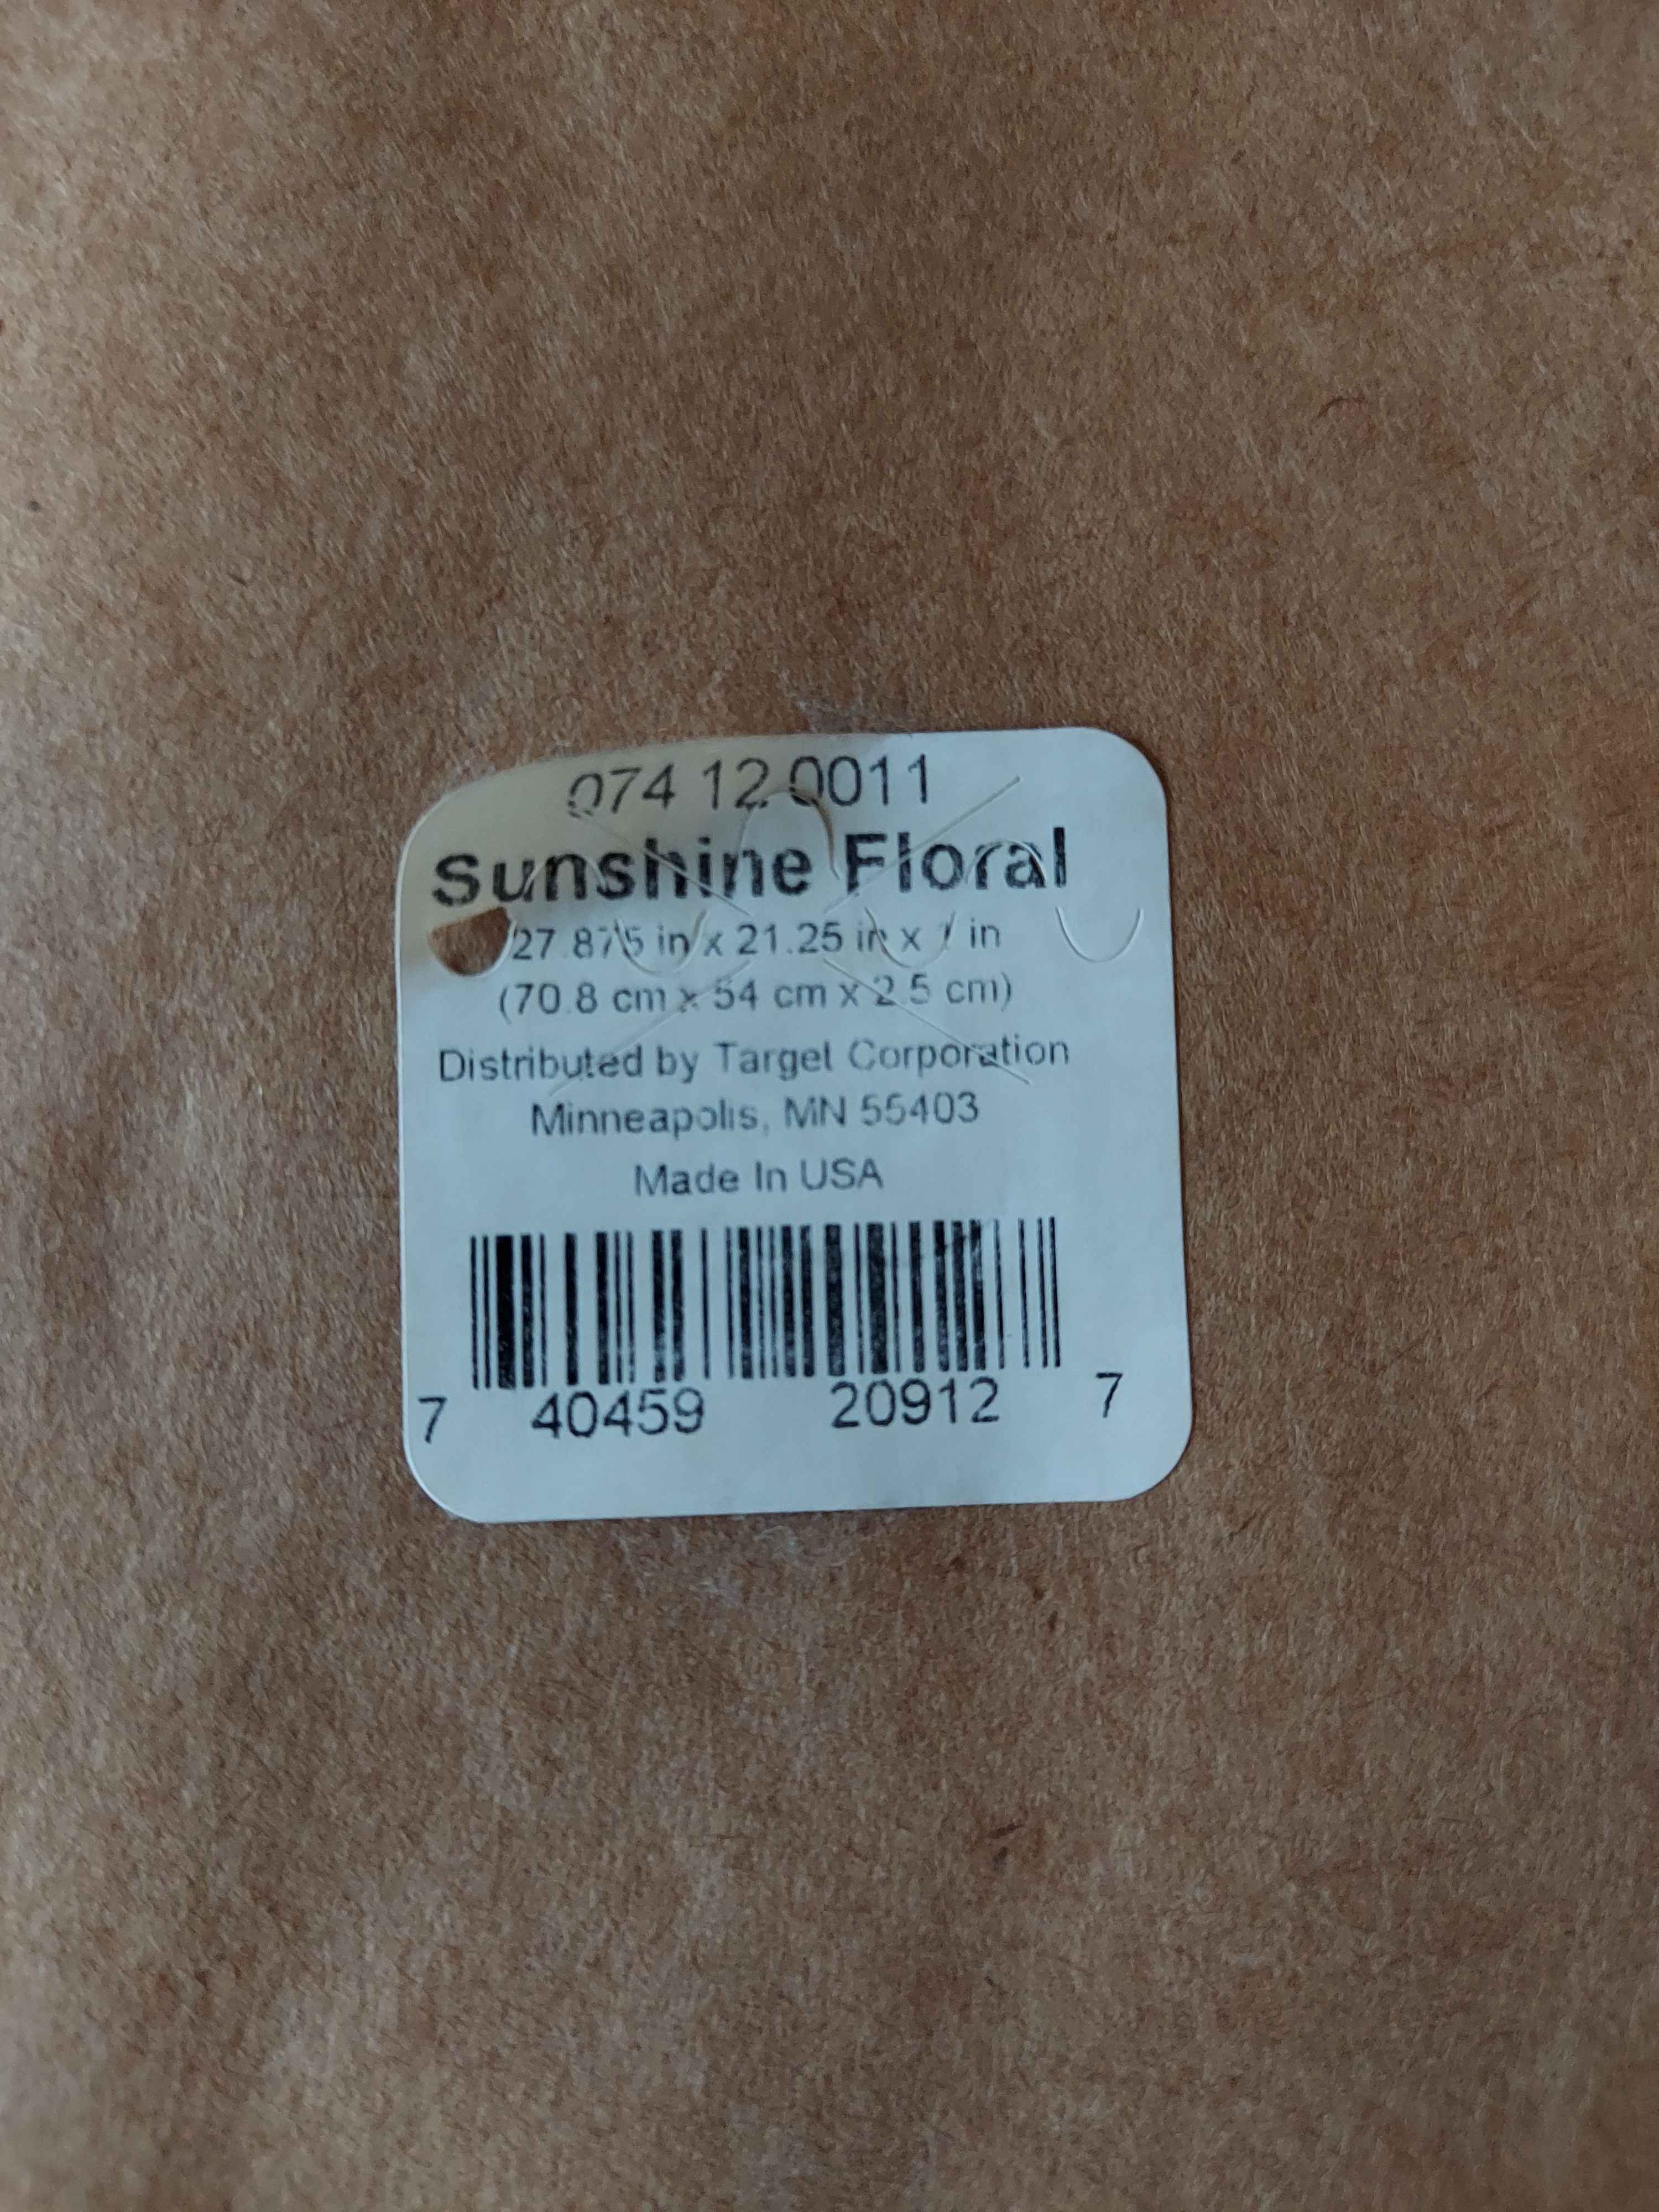 074 12 0011
Sunshine Floral
27.875 in x 21.25 in x 1 in
(70.8 cm x 54 cm x 2.5 cm)
Distributed by Target Corporation
Minneapolis, MN 55403
Made In USA
7 40459 20912 7